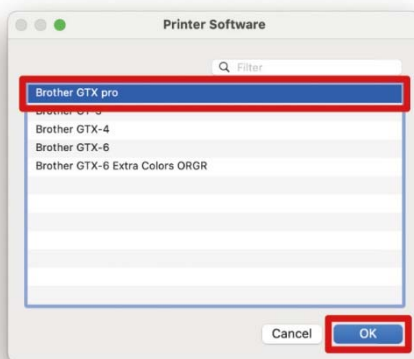 Printer Software
Filter
Brother GTX pro
Brother GTX-4
Brother GTX-6
Brother GTX-6 Extra Colors ORGR
Cancel
OK